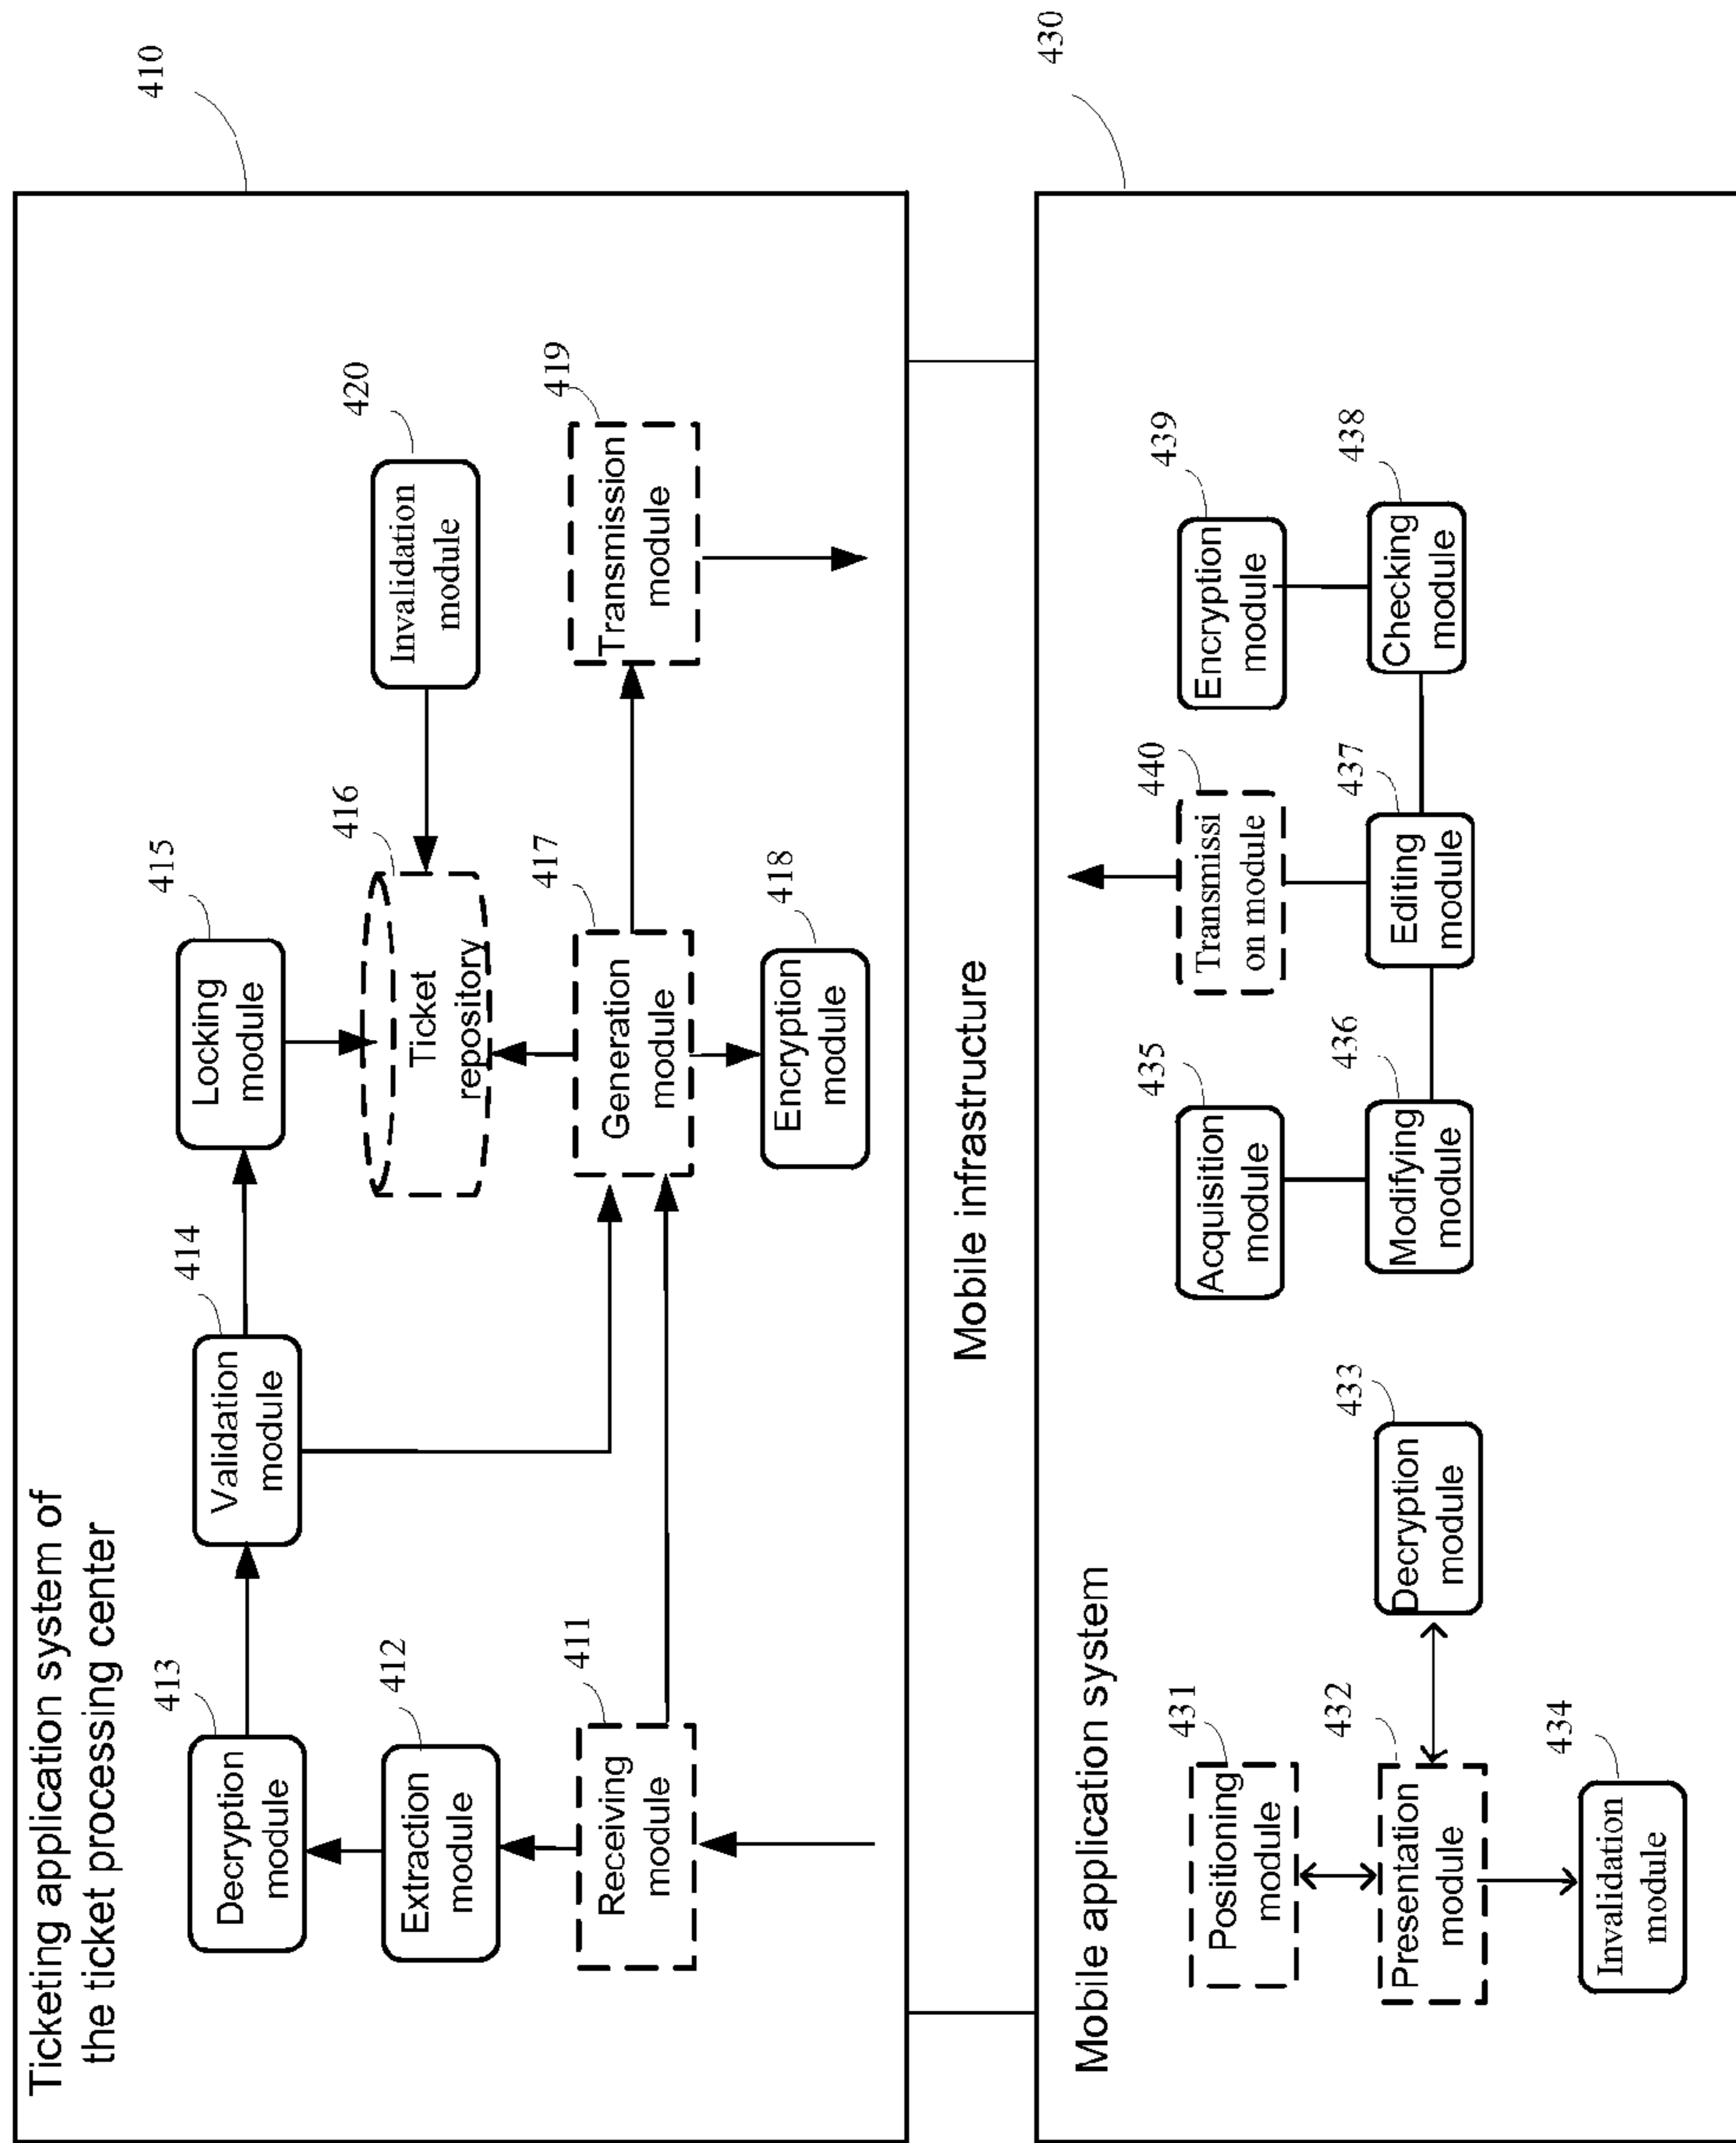 Ticketing application system of
the ticket processing center
410
413
Decryption
module
414
Validation
module
415
Locking
module
412
Extraction
module
416
Ticket
repository
420
Invalidation
module
411
Receiving
module
417
Generation
module
419
Transmission
module
418
Encryption
module
Mobile infrastructure
430
Mobile application system
431
Positioning
module
435
Acquisition
module
440
Transmissi
on module
439
Encryption
module
432
Presentation
module
433
Decryption
module
436
Modifying
module
437
Editing
module
438
Checking
module
434
Invalidation
module